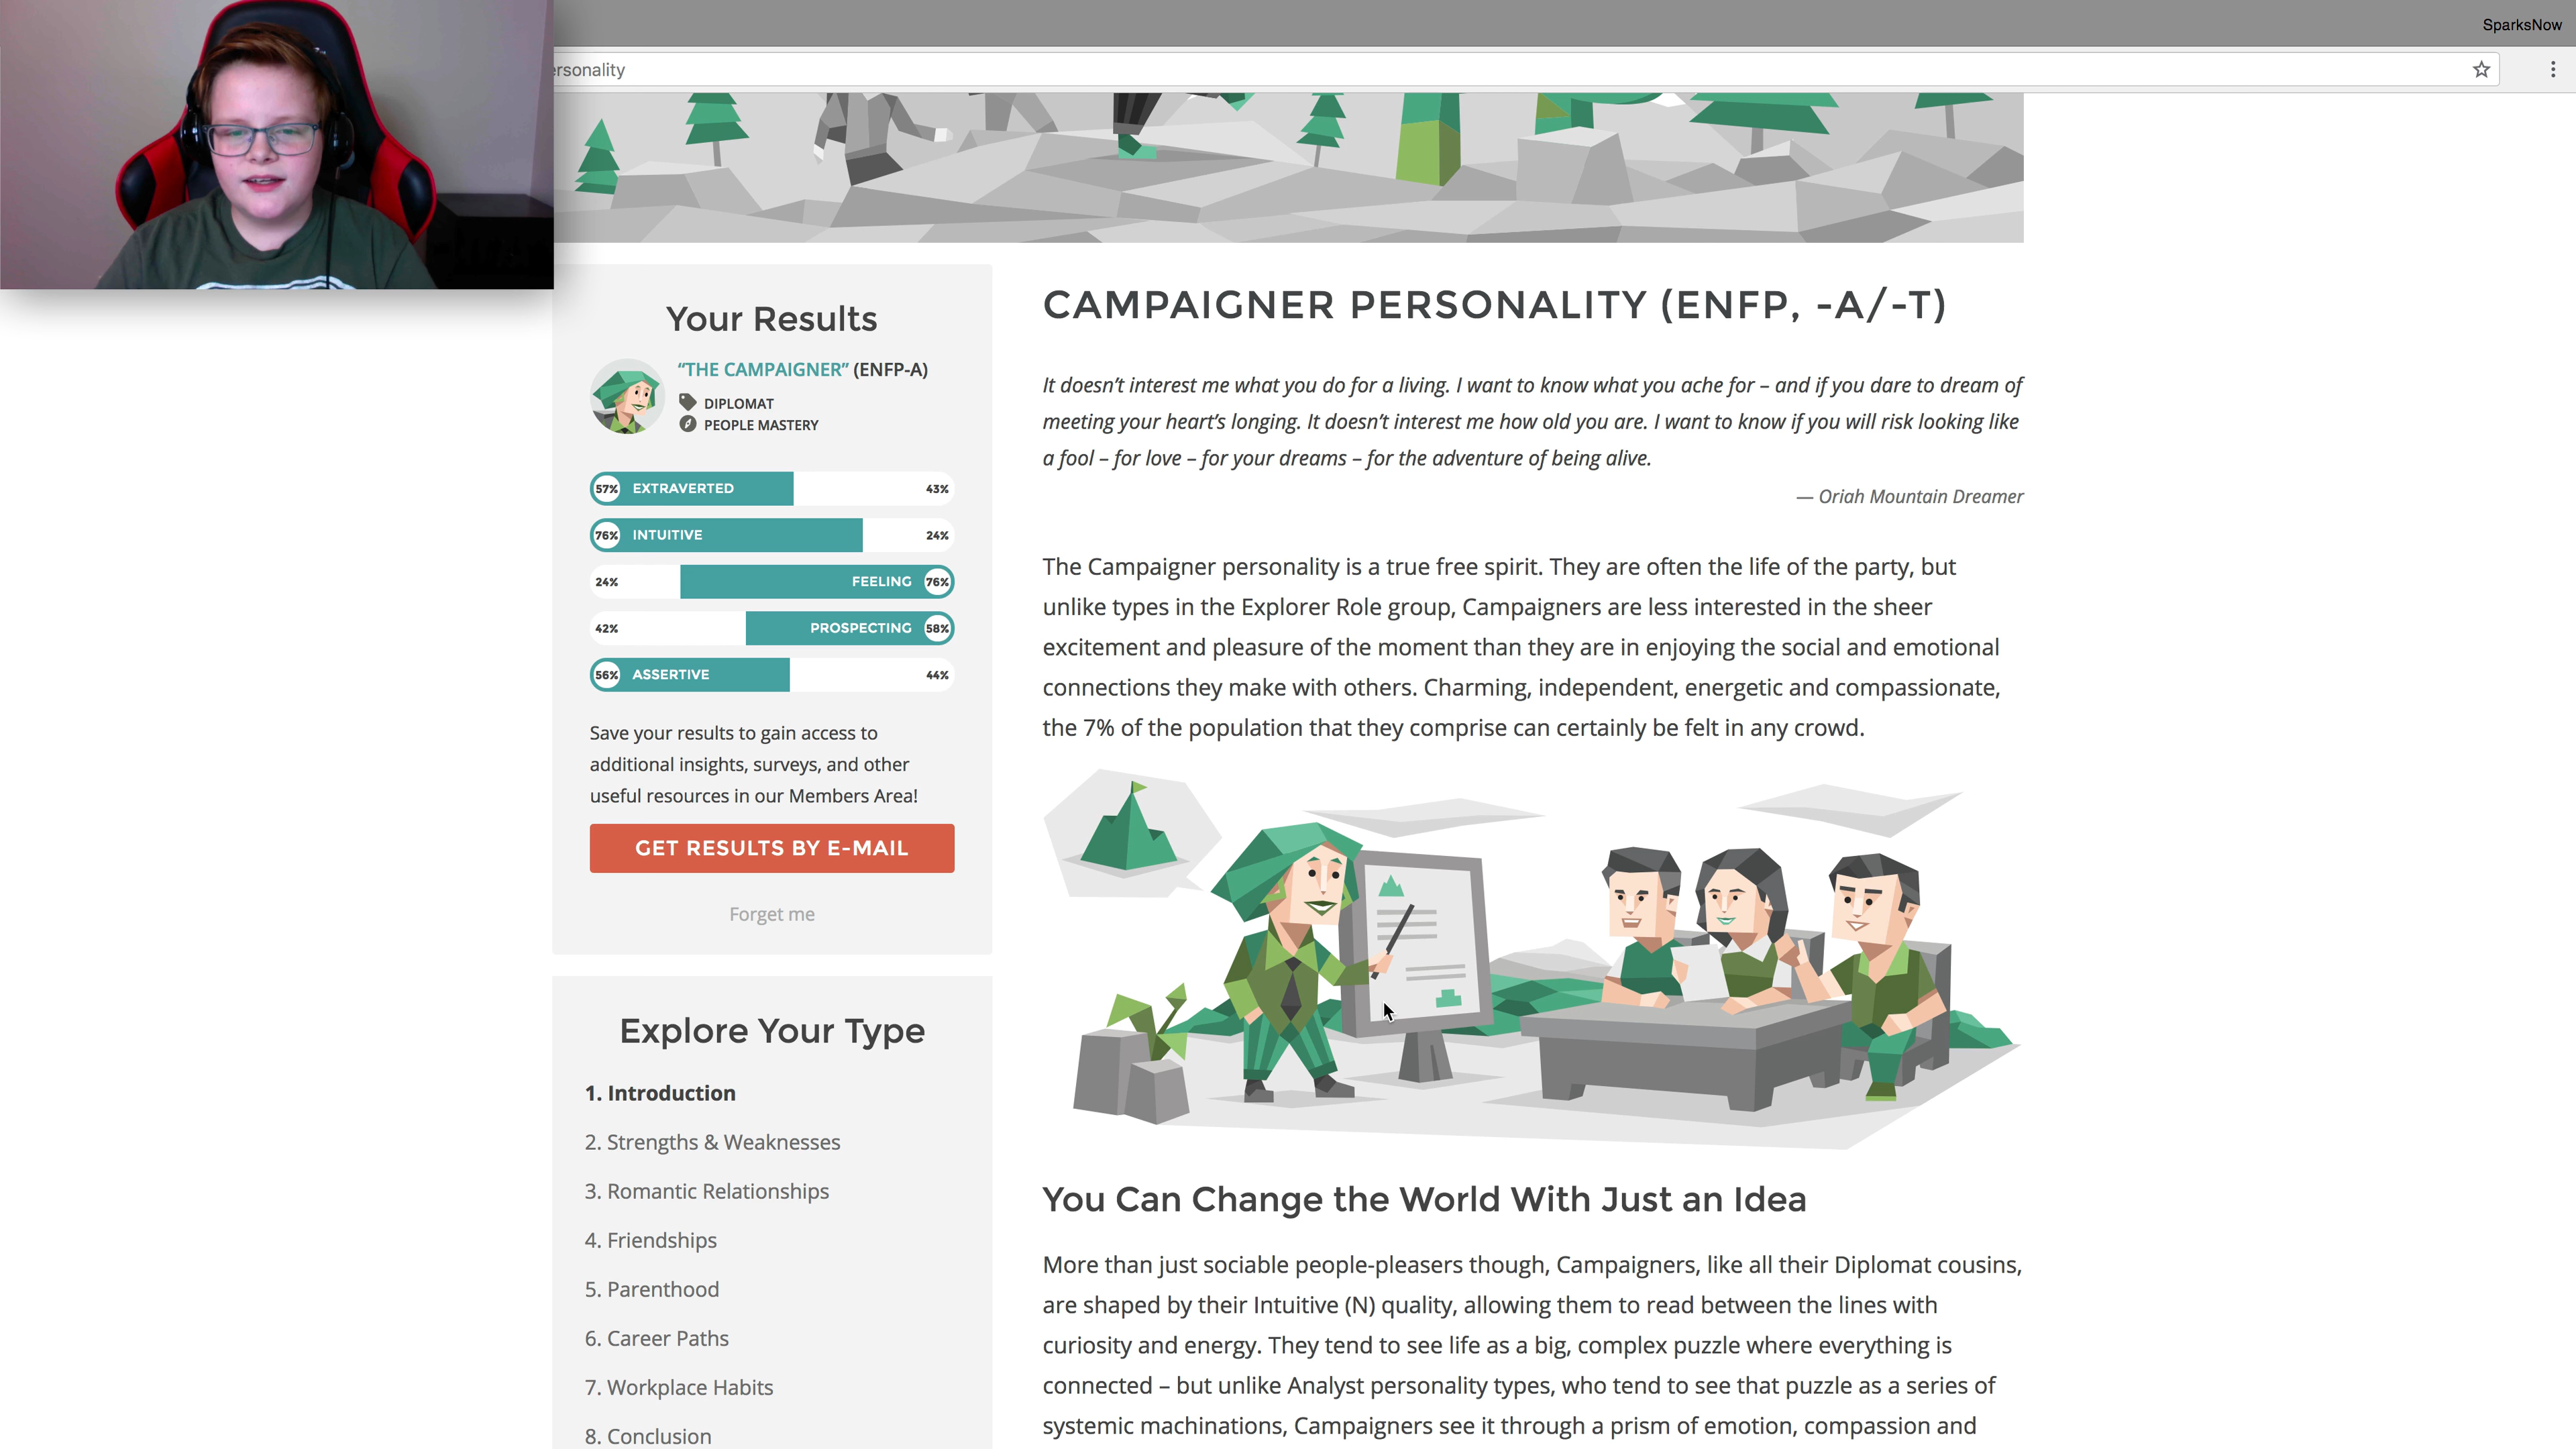 SparksNow
ersonality
Your Results
“THE CAMPAIGNER” (ENFP-A)
DIPLOMAT
PEOPLE MASTERY
57% EXTRAVERTED 43%
76% INTUITIVE 24%
24% FEELING 76%
42% PROSPECTING 58%
56% ASSERTIVE 44%
Save your results to gain access to
additional insights, surveys, and other
useful resources in our Members Area!
GET RESULTS BY E-MAIL
Forget me
Explore Your Type
1. Introduction
2. Strengths & Weaknesses
3. Romantic Relationships
4. Friendships
5. Parenthood
6. Career Paths
7. Workplace Habits
8. Conclusion
CAMPAIGNER PERSONALITY (ENFP, -A/-T)
It doesn’t interest me what you do for a living. I want to know what you ache for – and if you dare to dream of
meeting your heart’s longing. It doesn’t interest me how old you are. I want to know if you will risk looking like
a fool – for love – for your dreams – for the adventure of being alive.
— Oriah Mountain Dreamer
The Campaigner personality is a true free spirit. They are often the life of the party, but
unlike types in the Explorer Role group, Campaigners are less interested in the sheer
excitement and pleasure of the moment than they are in enjoying the social and emotional
connections they make with others. Charming, independent, energetic and compassionate,
the 7% of the population that they comprise can certainly be felt in any crowd.
You Can Change the World With Just an Idea
More than just sociable people-pleasers though, Campaigners, like all their Diplomat cousins,
are shaped by their Intuitive (N) quality, allowing them to read between the lines with
curiosity and energy. They tend to see life as a big, complex puzzle where everything is
connected – but unlike Analyst personality types, who tend to see that puzzle as a series of
systemic machinations, Campaigners see it through a prism of emotion, compassion and